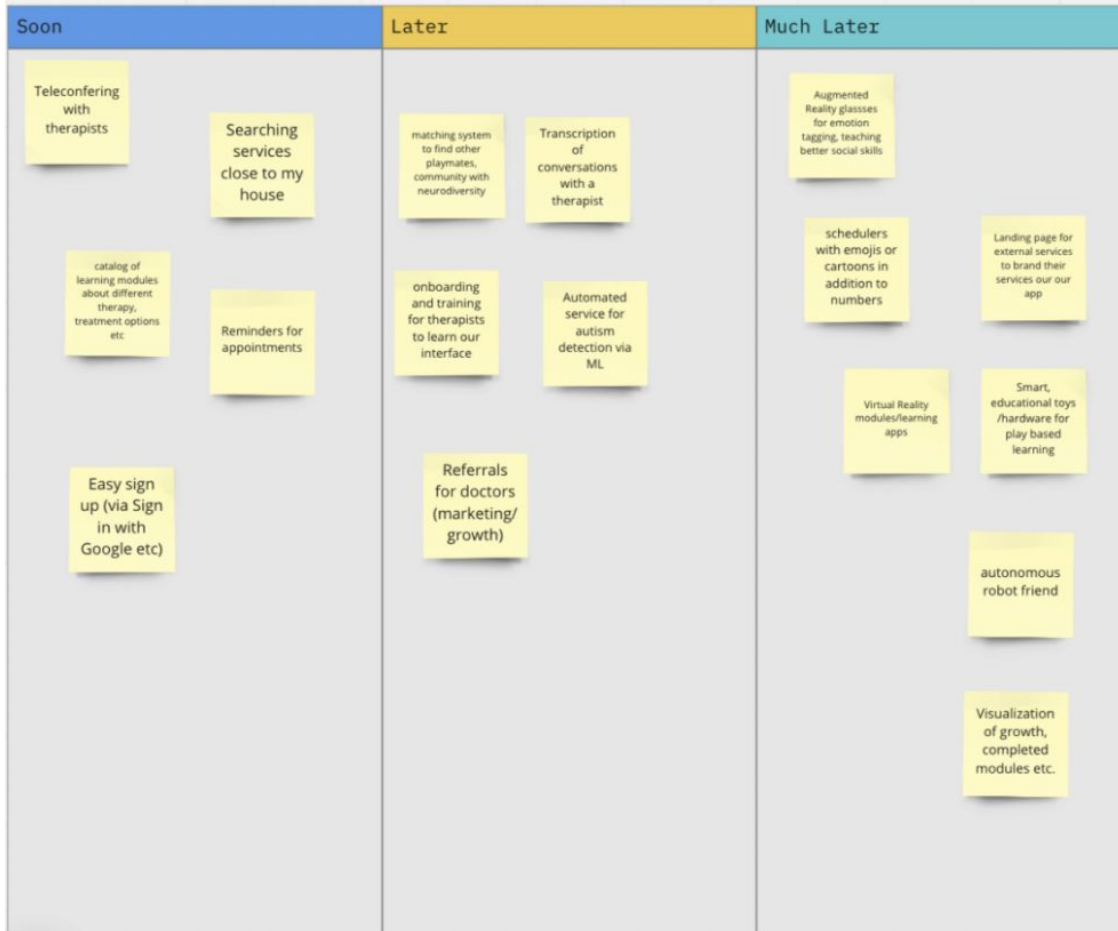 Soon
Later
Much Later
Teleconfering
with
therapists
Searching
services
close to my
house
catalog of
learning modules
about different
therapy,
treatment options
etc
Reminders for
appointments
Easy sign
up (via Sign
in with
Google etc)
matching system
to find other
playmates,
community with
neurodiversity
Transcription
of
conversations
with a
therapist
onboarding
and training
for therapists
to learn our
interface
Automated
service for
autism
detection via
ML
Referrals
for doctors
(marketing/
growth)
Augmented
Reality glassses
for emotion
tagging, teaching
better social skills
schedulers
with emojis or
cartoons in
addition to
numbers
Landing page for
external services
to brand their
services our our
app
Virtual Reality
modules/learning
apps
Smart,
educational toys
/hardware for
play based
learning
autonomous
robot friend
Visualization
of growth,
completed
modules etc.